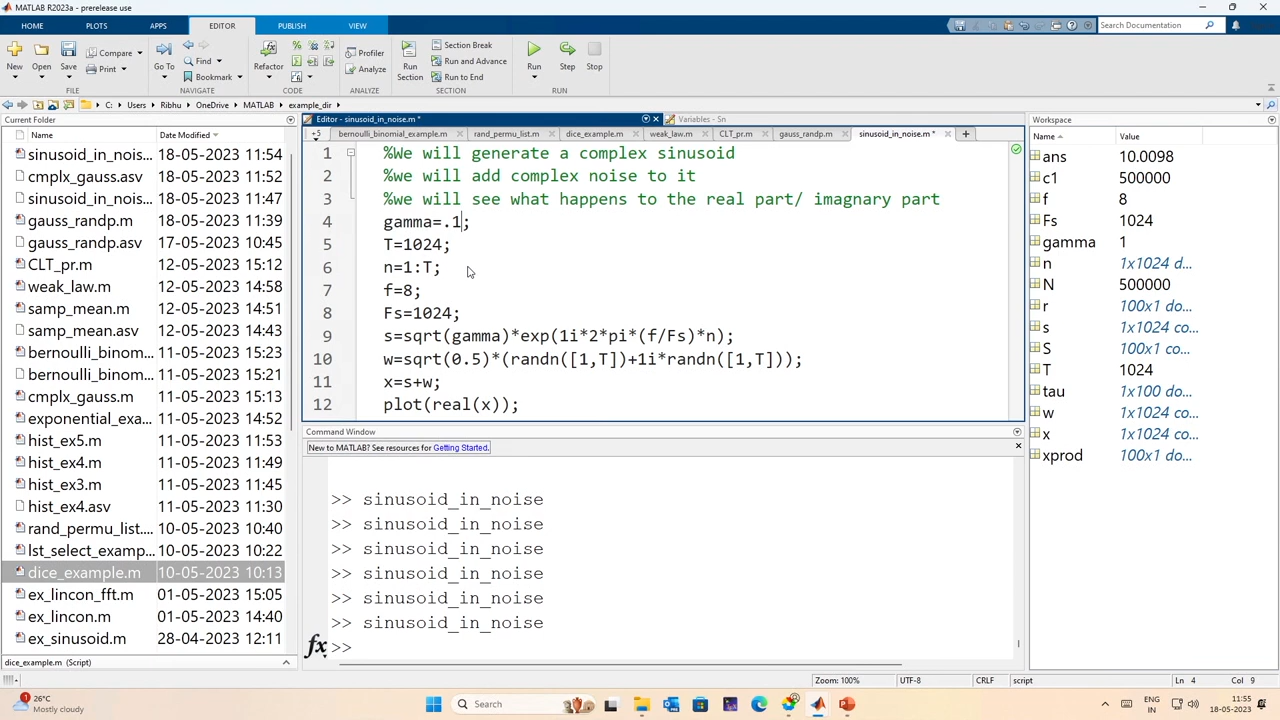 MATLAB R2023a - prerelease use
HOME PLOTS APPS EDITOR PUBLISH VIEW Search Documentation
New Open Save Compare Print Go To Find Bookmark Refactor Profiler Analyze Run Section Section Break Run and Advance Run to End Run Step Stop
FILE NAVIGATE CODE ANALYZE SECTION RUN
C: Users Ribhu OneDrive MATLAB example_dir
Current Folder
Name Date Modified
sinusoid_in_nois... 18-05-2023 11:54
cmplx_gauss.asv 18-05-2023 11:52
sinusoid_in_nois... 18-05-2023 11:47
gauss_randp.m 18-05-2023 11:39
gauss_randp.asv 17-05-2023 10:45
CLT_pr.m 12-05-2023 15:12
weak_law.m 12-05-2023 14:58
samp_mean.m 12-05-2023 14:51
samp_mean.asv 12-05-2023 14:43
bernoulli_binom... 11-05-2023 15:23
bernoulli_binom... 11-05-2023 15:21
cmplx_gauss.m 11-05-2023 15:13
exponential_exa... 11-05-2023 14:52
hist_ex5.m 11-05-2023 11:53
hist_ex4.m 11-05-2023 11:49
hist_ex3.m 11-05-2023 11:45
hist_ex4.asv 11-05-2023 11:30
rand_permu_list.... 10-05-2023 10:40
lst_select_examp... 10-05-2023 10:22
dice_example.m 10-05-2023 10:13
ex_lincon_fft.m 01-05-2023 15:05
ex_lincon.m 01-05-2023 14:40
ex_sinusoid.m 28-04-2023 12:11
dice_example.m (Script)
Editor - sinusoid_in_noise.m * Variables - Sn
+5 bernoulli_binomial_example.m rand_permu_list.m dice_example.m weak_law.m CLT_pr.m gauss_randp.m sinusoid_in_noise.m *
1 %We will generate a complex sinusoid
2 %we will add complex noise to it
3 %we will see what happens to the real part/ imagnary part
4 gamma=.1;
5 T=1024;
6 n=1:T;
7 f=8;
8 Fs=1024;
9 s=sqrt(gamma)*exp(1i*2*pi*(f/Fs)*n);
10 w=sqrt(0.5)*(randn([1,T])+1i*randn([1,T]));
11 x=s+w;
12 plot(real(x));
Command Window
New to MATLAB? See resources for Getting Started.
>> sinusoid_in_noise
>> sinusoid_in_noise
>> sinusoid_in_noise
>> sinusoid_in_noise
>> sinusoid_in_noise
>> sinusoid_in_noise
fx >>
Workspace
Name Value
ans 10.0098
c1 500000
f 8
Fs 1024
gamma 1
n 1x1024 d...
N 500000
r 100x1 do...
s 1x1024 co...
S 100x1 do...
T 1024
tau 1x100 do...
w 1x1024 co...
x 1x1024 co...
xprod 100x1 do...
Zoom: 100% UTF-8 CRLF script Ln 4 Col 9
1
26°C
Mostly cloudy
Search
ENG
IN
11:55
18-05-2023